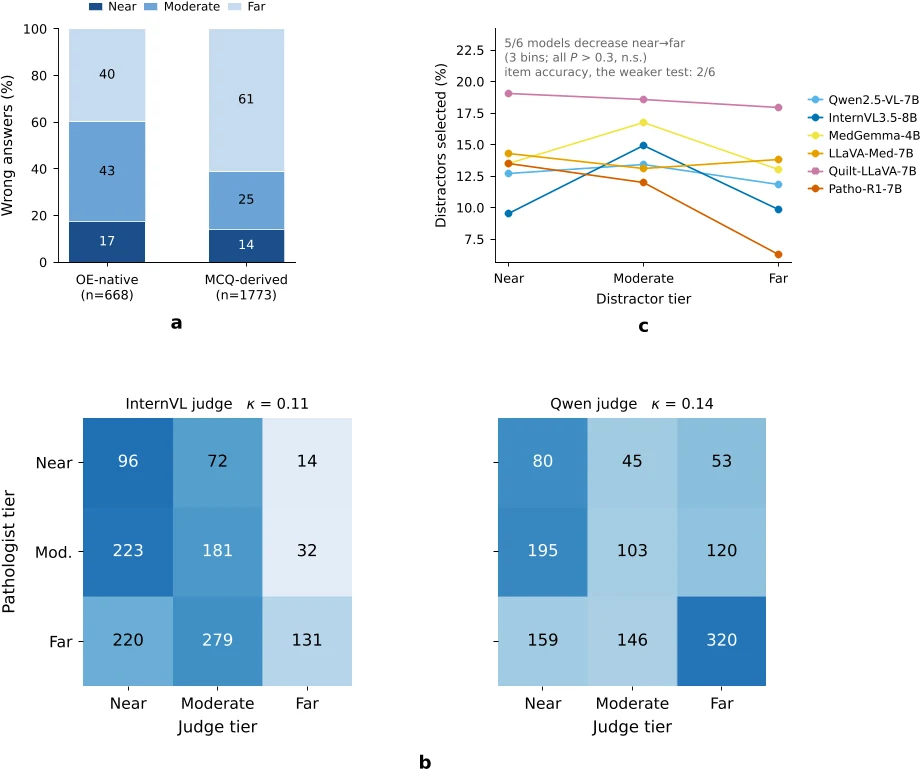 Near Moderate Far
Wrong answers (%)
100
80
60
40
20
0
40
43
17
61
25
14
OE-native
(n=668)
MCQ-derived
(n=1773)
a
Distractors selected (%)
22.5
20.0
17.5
15.0
12.5
10.0
7.5
5/6 models decrease near→far
(3 bins; all P > 0.3, n.s.)
item accuracy, the weaker test: 2/6
Near Moderate Far
Distractor tier
Qwen2.5-VL-7B
InternVL3.5-8B
MedGemma-4B
LLaVA-Med-7B
Quilt-LLaVA-7B
Patho-R1-7B
c
InternVL judge κ = 0.11
Pathologist tier
Near 96 72 14
Mod. 223 181 32
Far 220 279 131
Near Moderate Far
Judge tier
Qwen judge κ = 0.14
80 45 53
195 103 120
159 146 320
Near Moderate Far
Judge tier
b